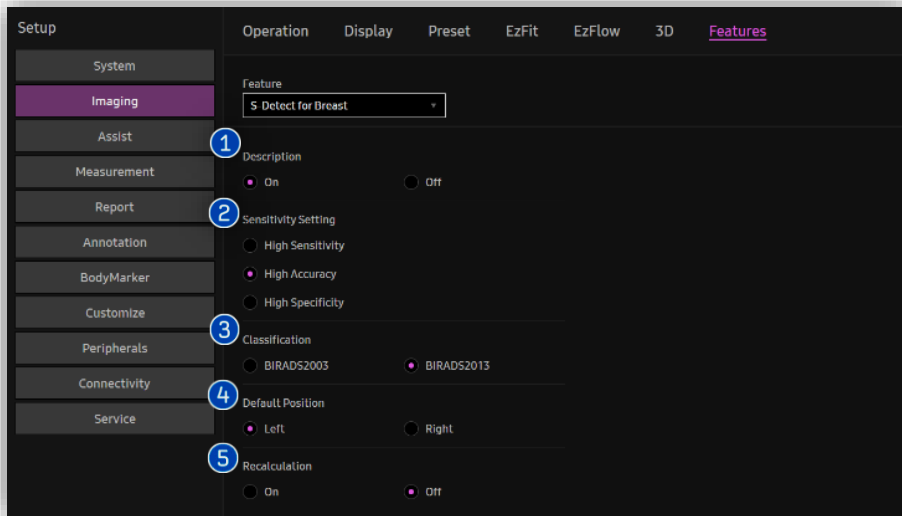 Setup
Operation Display Preset EzFit EzFlow 3D Features
System
Imaging
Assist
Measurement
Report
Annotation
BodyMarker
Customize
Peripherals
Connectivity
Service
Feature
S Detect for Breast
1
Description
On Off
2
Sensitivity Setting
High Sensitivity
High Accuracy
High Specificity
3
Classification
BIRADS2003 BIRADS2013
4
Default Position
Left Right
5
Recalculation
On Off